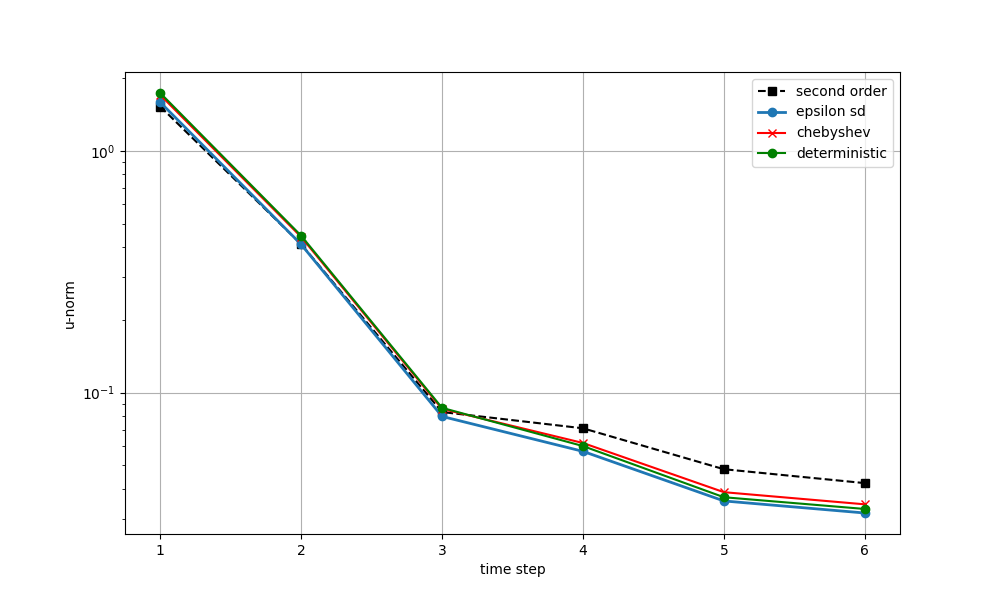 second order
epsilon sd
chebyshev
deterministic
10⁰
10⁻¹
u-norm
1 2 3 4 5 6
time step